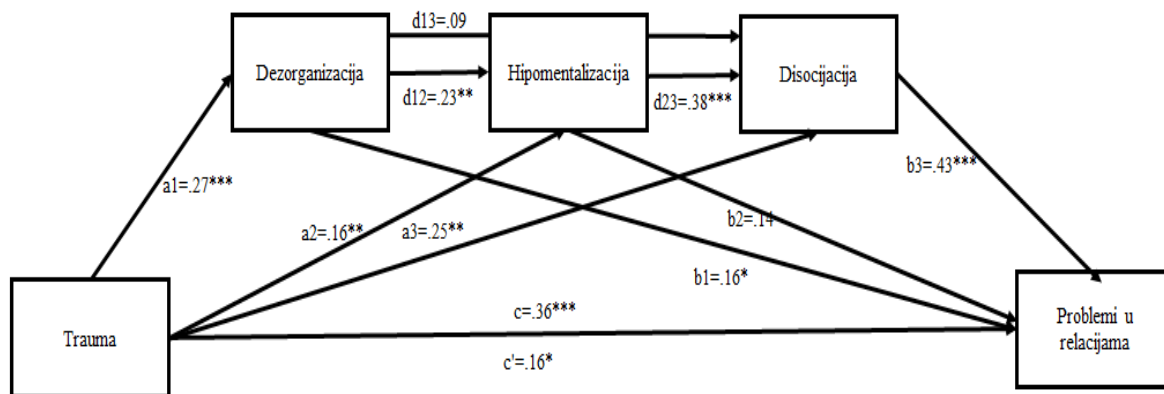 d13=.09
Dezorganizacija
Hipomentalizacija
Disocijacija
d12=.23**
d23=.38***
a1=.27***
b3=.43***
a2=.16**
a3=.25**
b2=.14
b1=.16*
c=.36***
Trauma
Problemi u
relacijama
c'=.16*